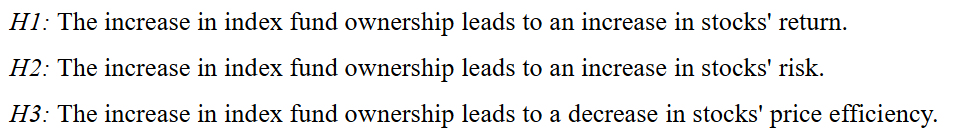 H1: The increase in index fund ownership leads to an increase in stocks' return.
H2: The increase in index fund ownership leads to an increase in stocks' risk.
H3: The increase in index fund ownership leads to a decrease in stocks' price efficiency.